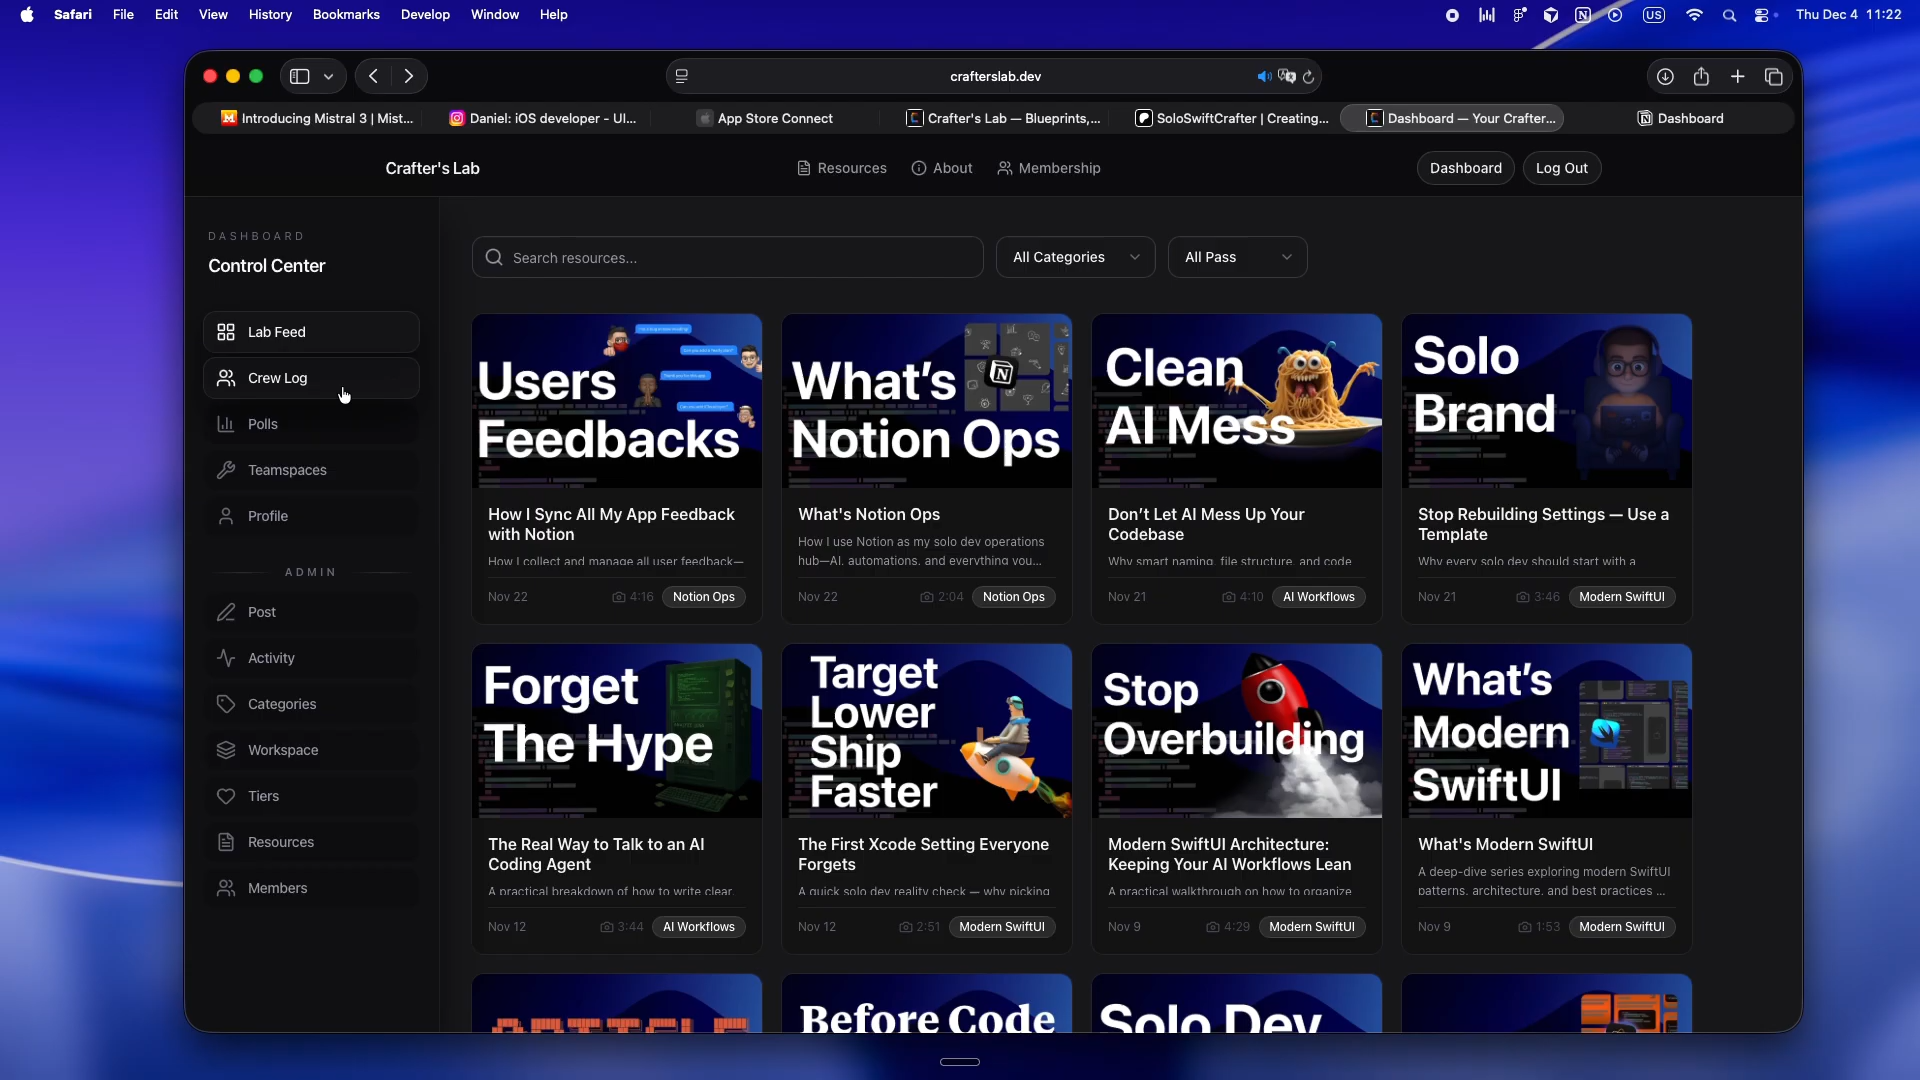 Safari File Edit View History Bookmarks Develop Window Help
US
Thu Dec 4 11:22
crafterslab.dev
Introducing Mistral 3 | Mist...
Daniel: iOS developer - UI...
App Store Connect
Crafter's Lab — Blueprints,...
SoloSwiftCrafter | Creating...
Dashboard — Your Crafter...
Dashboard
Crafter's Lab
Resources
About
Membership
Dashboard
Log Out
DASHBOARD
Control Center
Lab Feed
Crew Log
Polls
Teamspaces
Profile
ADMIN
Post
Activity
Categories
Workspace
Tiers
Resources
Members
Search resources...
All Categories
All Pass
Users
Feedbacks
How I Sync All My App Feedback
with Notion
How I collect and manage all user feedback—
Nov 22
4:16
Notion Ops
What's
Notion Ops
What's Notion Ops
How I use Notion as my solo dev operations
hub—AI, automations, and everything you...
Nov 22
2:04
Notion Ops
Clean
AI Mess
Don't Let AI Mess Up Your
Codebase
Why smart naming, file structure, and code
Nov 21
4:10
AI Workflows
Solo
Brand
Stop Rebuilding Settings — Use a
Template
Why every solo dev should start with a
Nov 21
3:46
Modern SwiftUI
Forget
The Hype
The Real Way to Talk to an AI
Coding Agent
A practical breakdown of how to write clear,
Nov 12
3:44
AI Workflows
Target
Lower
Ship
Faster
The First Xcode Setting Everyone
Forgets
A quick solo dev reality check — why picking
Nov 12
2:51
Modern SwiftUI
Stop
Overbuilding
Modern SwiftUI Architecture:
Keeping Your AI Workflows Lean
A practical walkthrough on how to organize
Nov 9
4:29
Modern SwiftUI
What's
Modern
SwiftUI
What's Modern SwiftUI
A deep-dive series exploring modern SwiftUI
patterns, architecture, and best practices ...
Nov 9
1:53
Modern SwiftUI
Before Code
Solo Dev